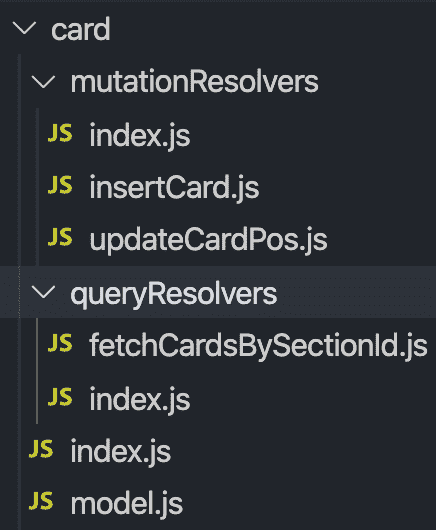 card
mutationResolvers
JS index.js
JS insertCard.js
JS updateCardPos.js
queryResolvers
JS fetchCardsBySectionId.js
JS index.js
JS index.js
JS model.js